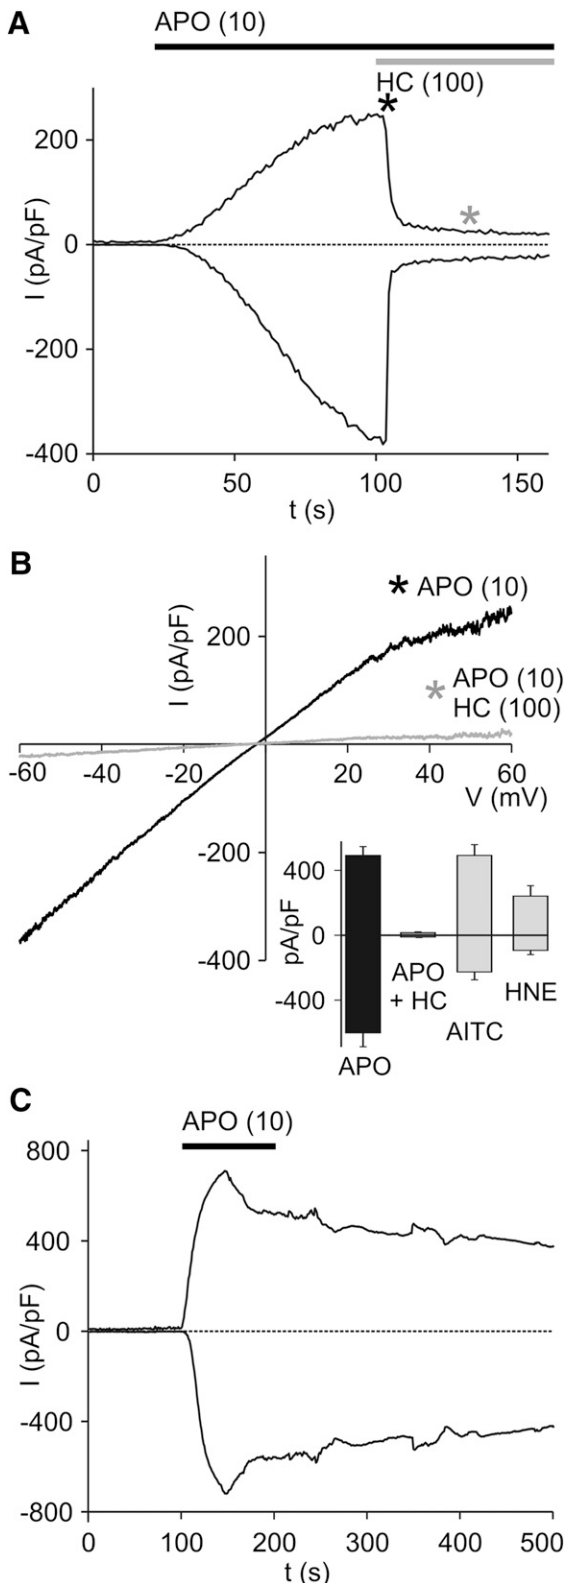 A
APO (10)
HC (100)
*
*
200
0
-200
-400
I (pA/pF)
0
50
100
150
t (s)
B
* APO (10)
200
I (pA/pF)
* APO (10)
HC (100)
-60
-40
-20
20
40
60
V (mV)
-200
-400
400
0
-400
pA/pF
APO
+ HC
HNE
AITC
APO
C
APO (10)
800
400
0
-400
-800
I (pA/pF)
0
100
200
300
400
500
t (s)